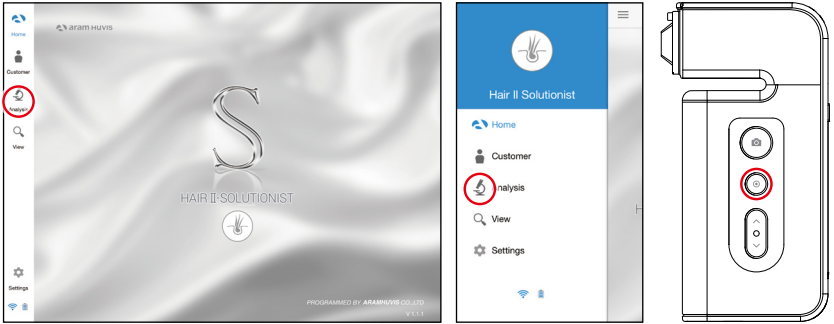 Home
Customer
Analysis
View
Settings
aram HUVIS
S
HAIR II-SOLUTIONIST
PROGRAMMED BY ARAMHUVIS CO.,LTD
V 1.1.1
Hair II Solutionist
Home
Customer
nalysis
View
Settings
H